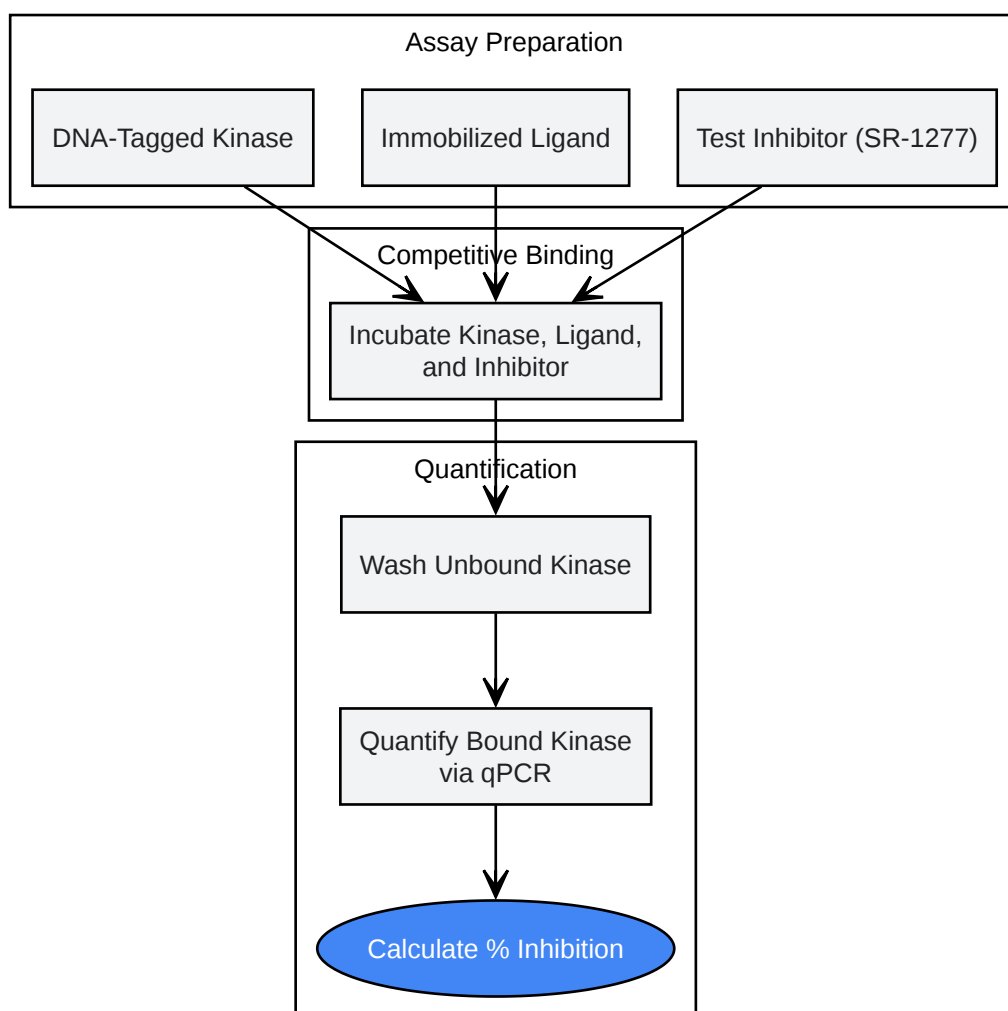 Assay Preparation
DNA-Tagged Kinase
Immobilized Ligand
Test Inhibitor (SR-1277)
Competitive Binding
Incubate Kinase, Ligand,
and Inhibitor
Quantification
Wash Unbound Kinase
Quantify Bound Kinase
via qPCR
Calculate % Inhibition